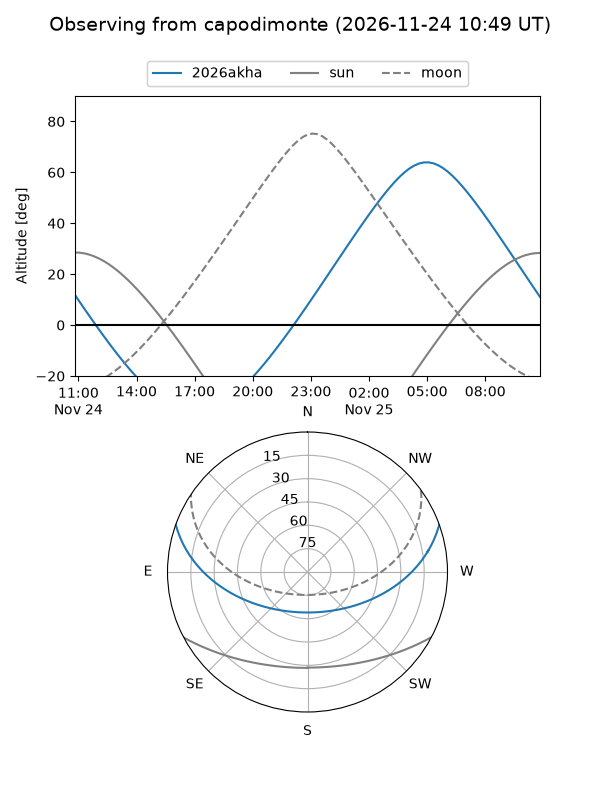 Observing from capodimonte (2026-11-24 10:49 UT)
2026akha sun moon
Altitude [deg]
80
60
40
20
0
−20
11:00 14:00 17:00 20:00 23:00 02:00 05:00 08:00
Nov 24 Nov 25
N
NE NW
15
30
45
60
75
E W
SE SW
S